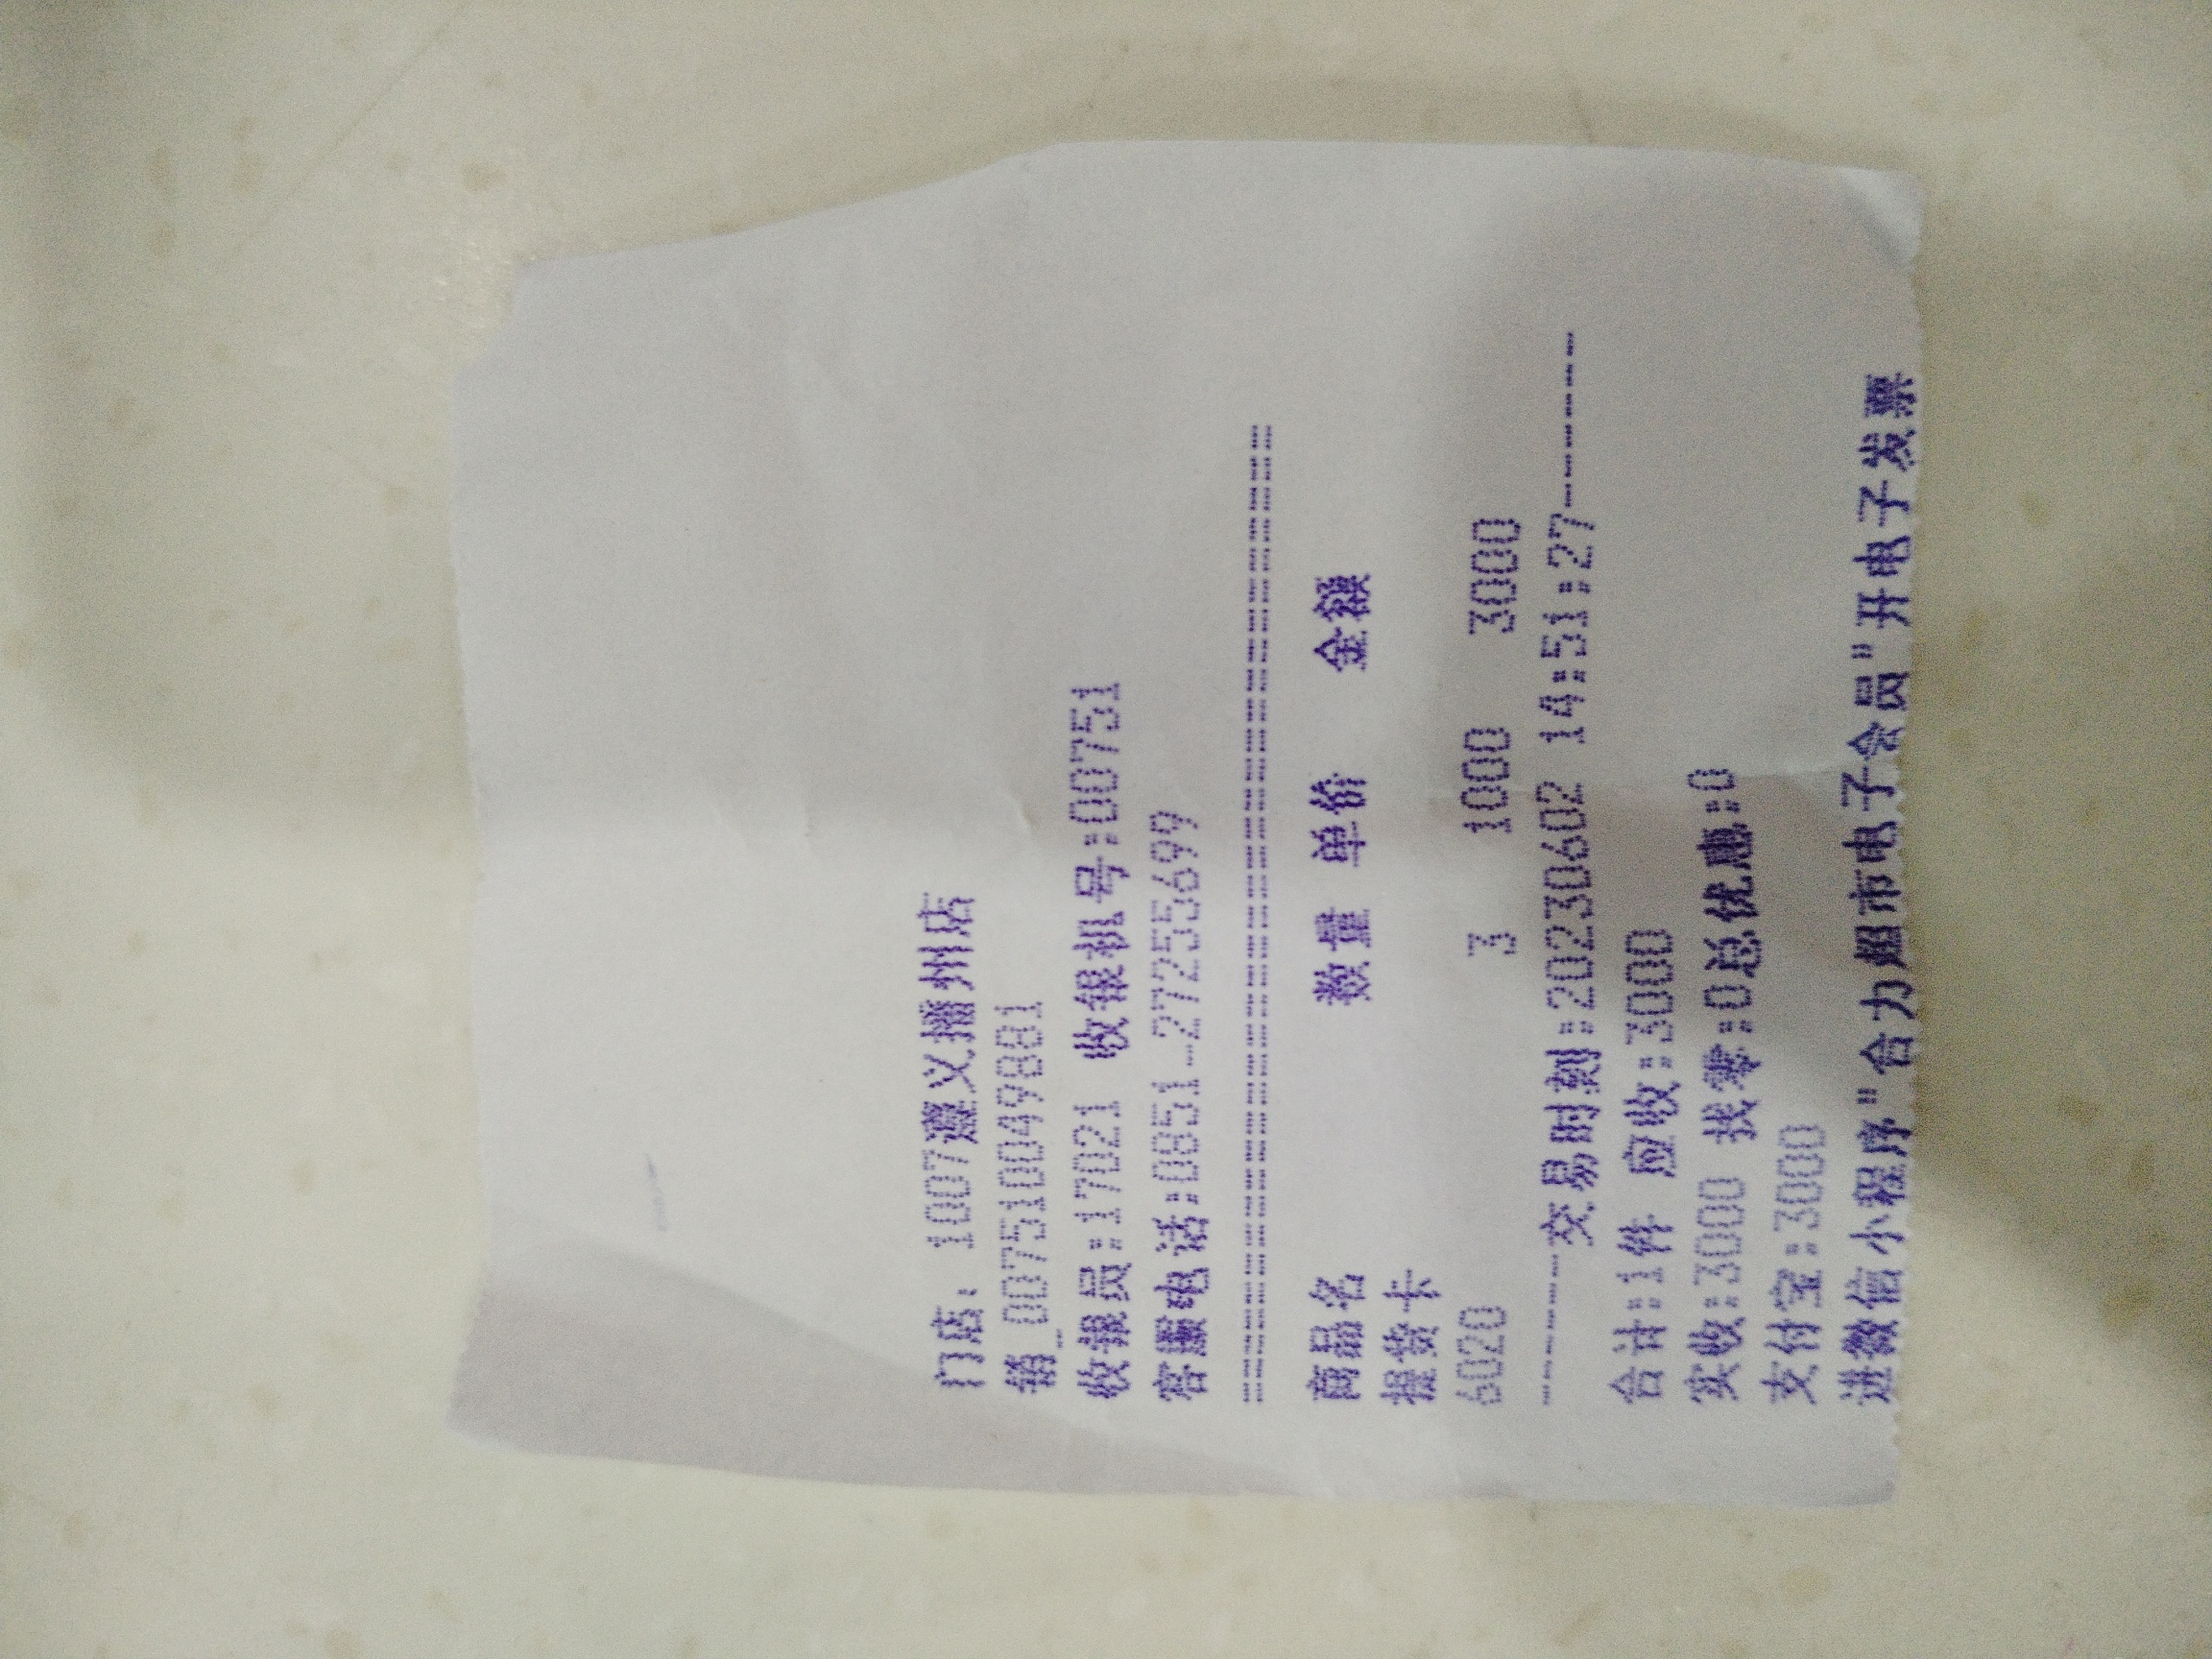 门店: 1007遵义播州店
销_007510049881
收银员:17021 收银机号:00751
客服电话:0851-27255699
========================================
商品名 数量 单价 金额
提货卡
6020 3 1000 3000
------交易时刻:20230602 14:51:27-------
合计:1件 应收:3000
实收:3000 找零:0总优惠:0
支付宝:3000
进微信小程序"合力超市电子会员"开电子发票